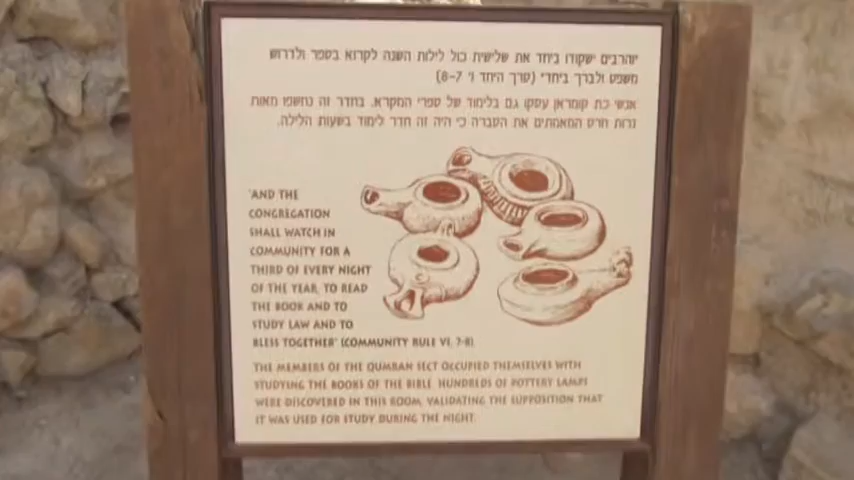 "והרבים ישקודו ביחד את שלישית כול לילות השנה לקרוא בספר ולדרוש
משפט ולברך ביחד" (סרך היחד ו' 7-8)
אנשי כת קומראן עסקו גם בלימוד של ספרי המקרא. בחדר זה נחשפו מאות
נרות חרס המאמתים את הסברה כי היה זה חדר לימוד בשעות הלילה.
"AND THE
CONGREGATION
SHALL WATCH IN
COMMUNITY FOR A
THIRD OF EVERY NIGHT
OF THE YEAR, TO READ
THE BOOK AND TO
STUDY LAW AND TO
BLESS TOGETHER" (COMMUNITY RULE VI, 7-8).
THE MEMBERS OF THE QUMRAN SECT OCCUPIED THEMSELVES WITH
STUDYING THE BOOKS OF THE BIBLE. HUNDREDS OF POTTERY LAMPS
WERE DISCOVERED IN THIS ROOM, VALIDATING THE SUPPOSITION THAT
IT WAS USED FOR STUDY DURING THE NIGHT.